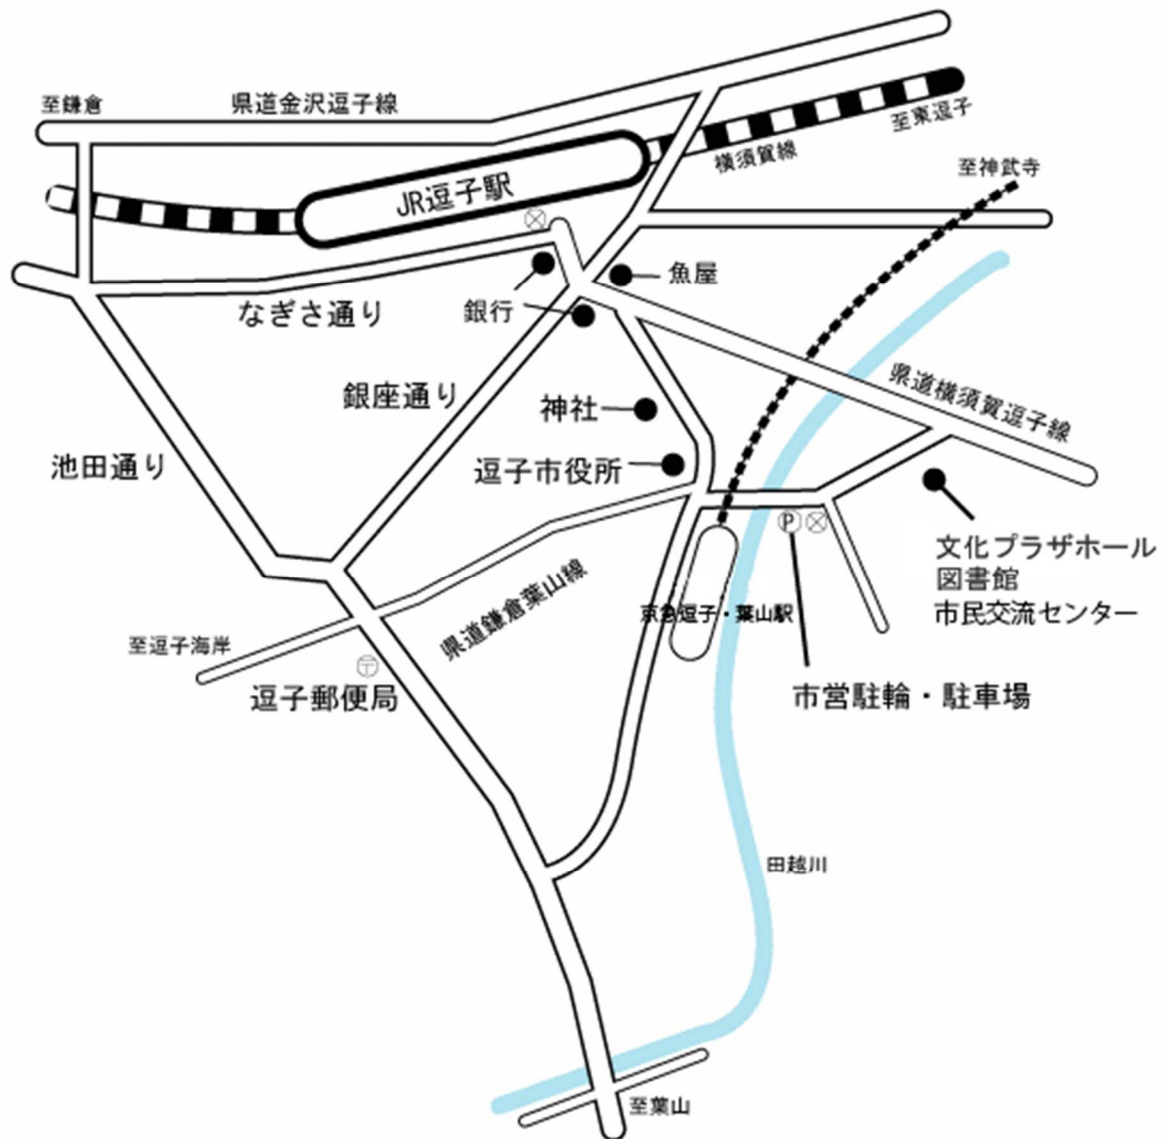 至鎌倉
県道金沢逗子線
至東逗子
横須賀線
至神武寺
JR逗子駅
魚屋
銀行
なぎさ通り
銀座通り
県道横須賀逗子線
神社
池田通り
逗子市役所
P
文化プラザホール
図書館
市民交流センター
京急逗子・葉山駅
県道鎌倉葉山線
至逗子海岸
〒
逗子郵便局
市営駐輪・駐車場
田越川
至葉山